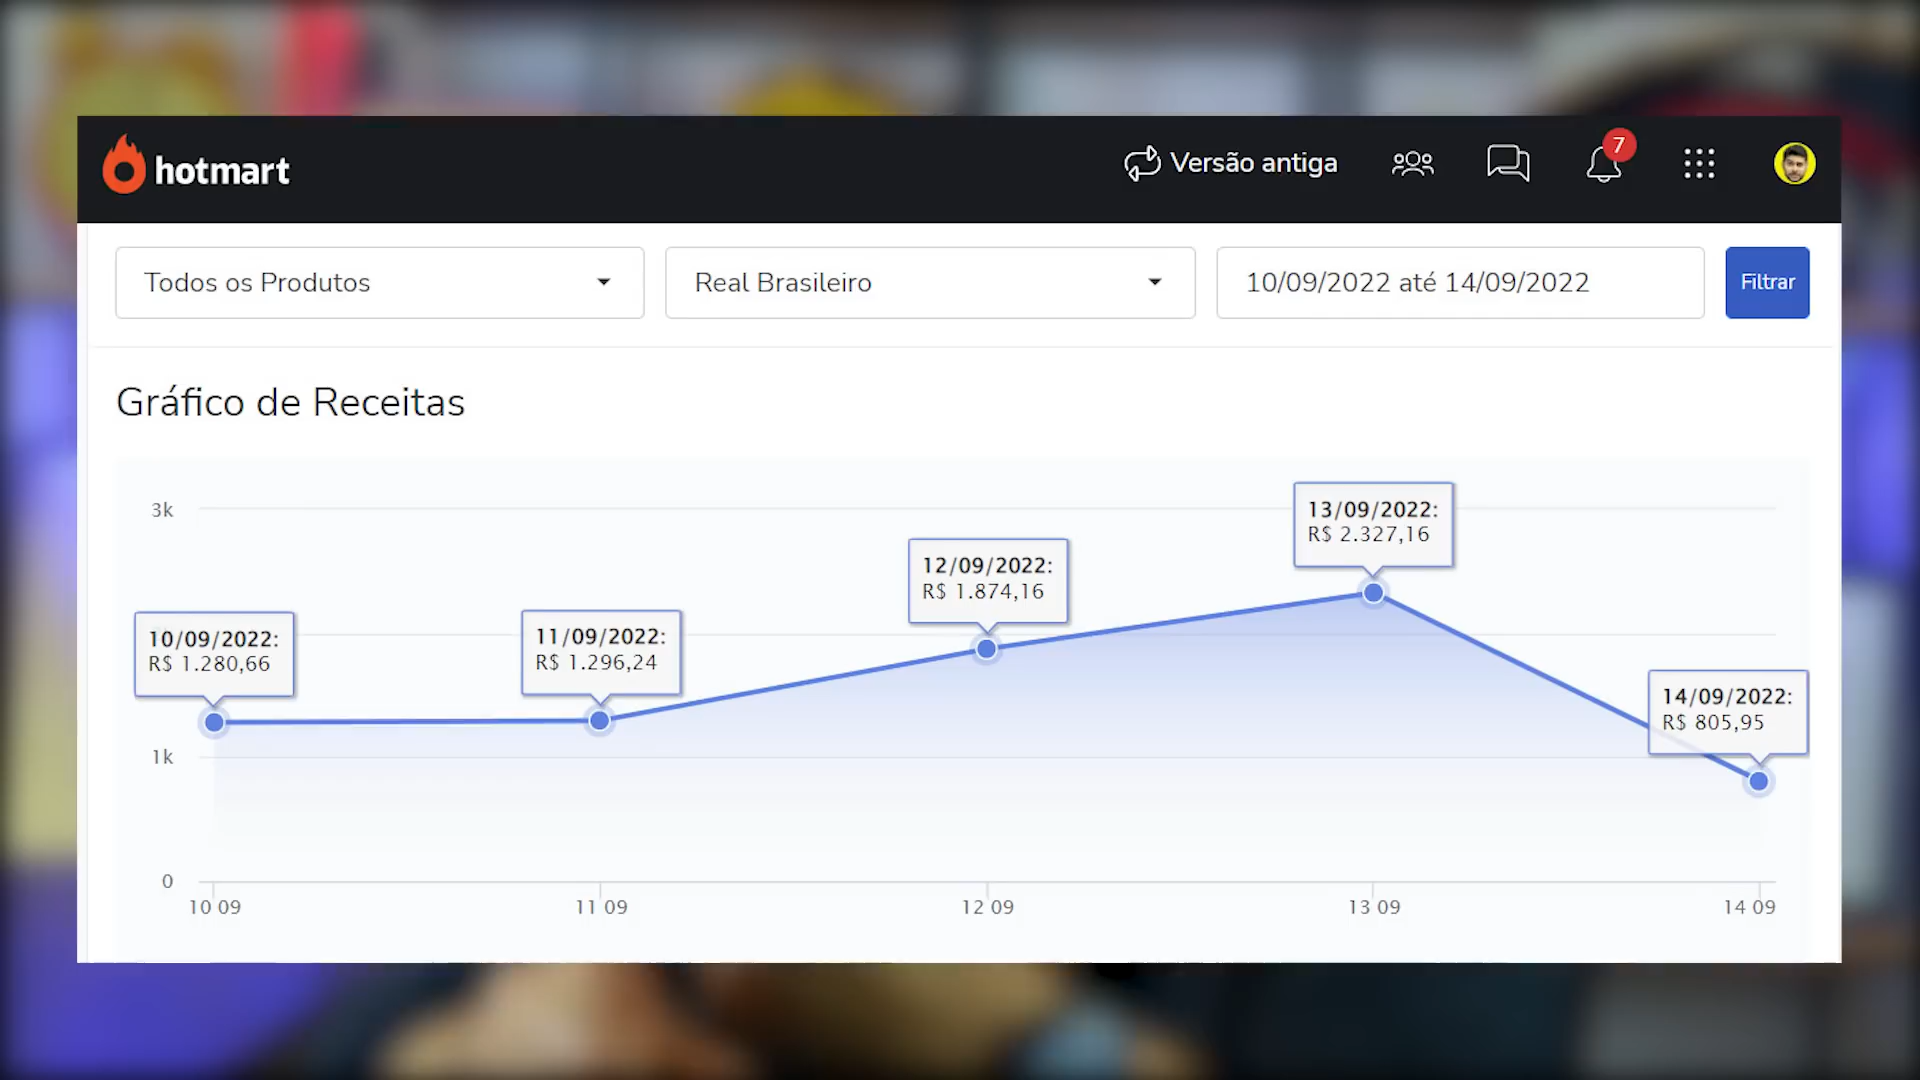 hotmart
Versão antiga
7
Todos os Produtos
Real Brasileiro
10/09/2022 até 14/09/2022
Filtrar
Gráfico de Receitas
3k
13/09/2022:
R$ 2.327,16
12/09/2022:
R$ 1.874,16
10/09/2022:
R$ 1.280,66
11/09/2022:
R$ 1.296,24
14/09/2022:
R$ 805,95
1k
0
10 09
11 09
12 09
13 09
14 09